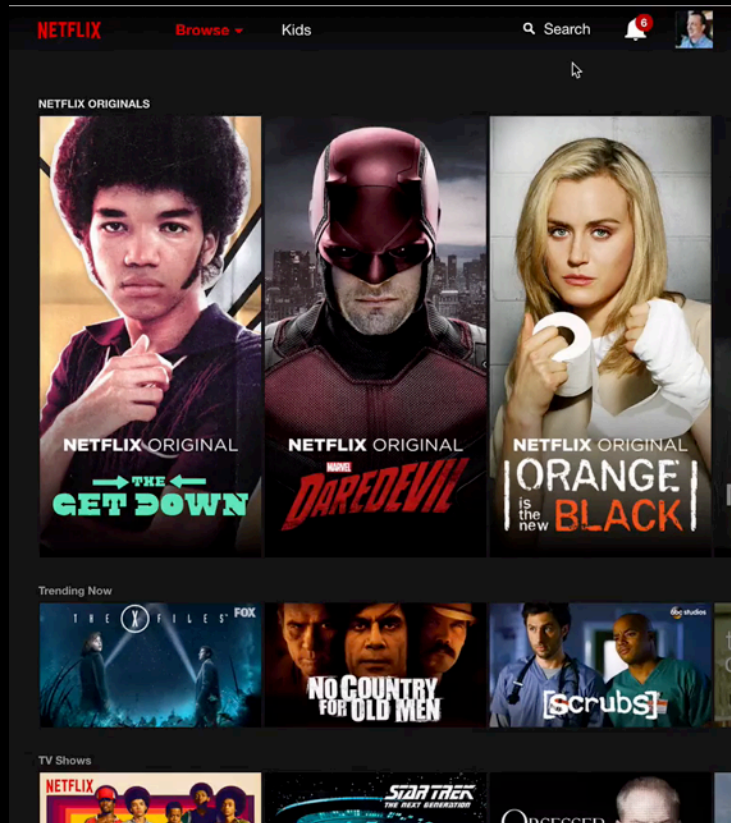 NETFLIX Browse Kids Search 6
NETFLIX ORIGINALS
NETFLIX ORIGINAL
THE
GET DOWN
NETFLIX ORIGINAL
MARVEL
DAREDEVIL
NETFLIX ORIGINAL
ORANGE
is
the
new
BLACK
Trending Now
THE X FILES FOX
NO COUNTRY
FOR OLD MEN
abc studios
[scrubs]
TV Shows
NETFLIX
STAR TREK
THE NEXT GENERATION
OBSESSED